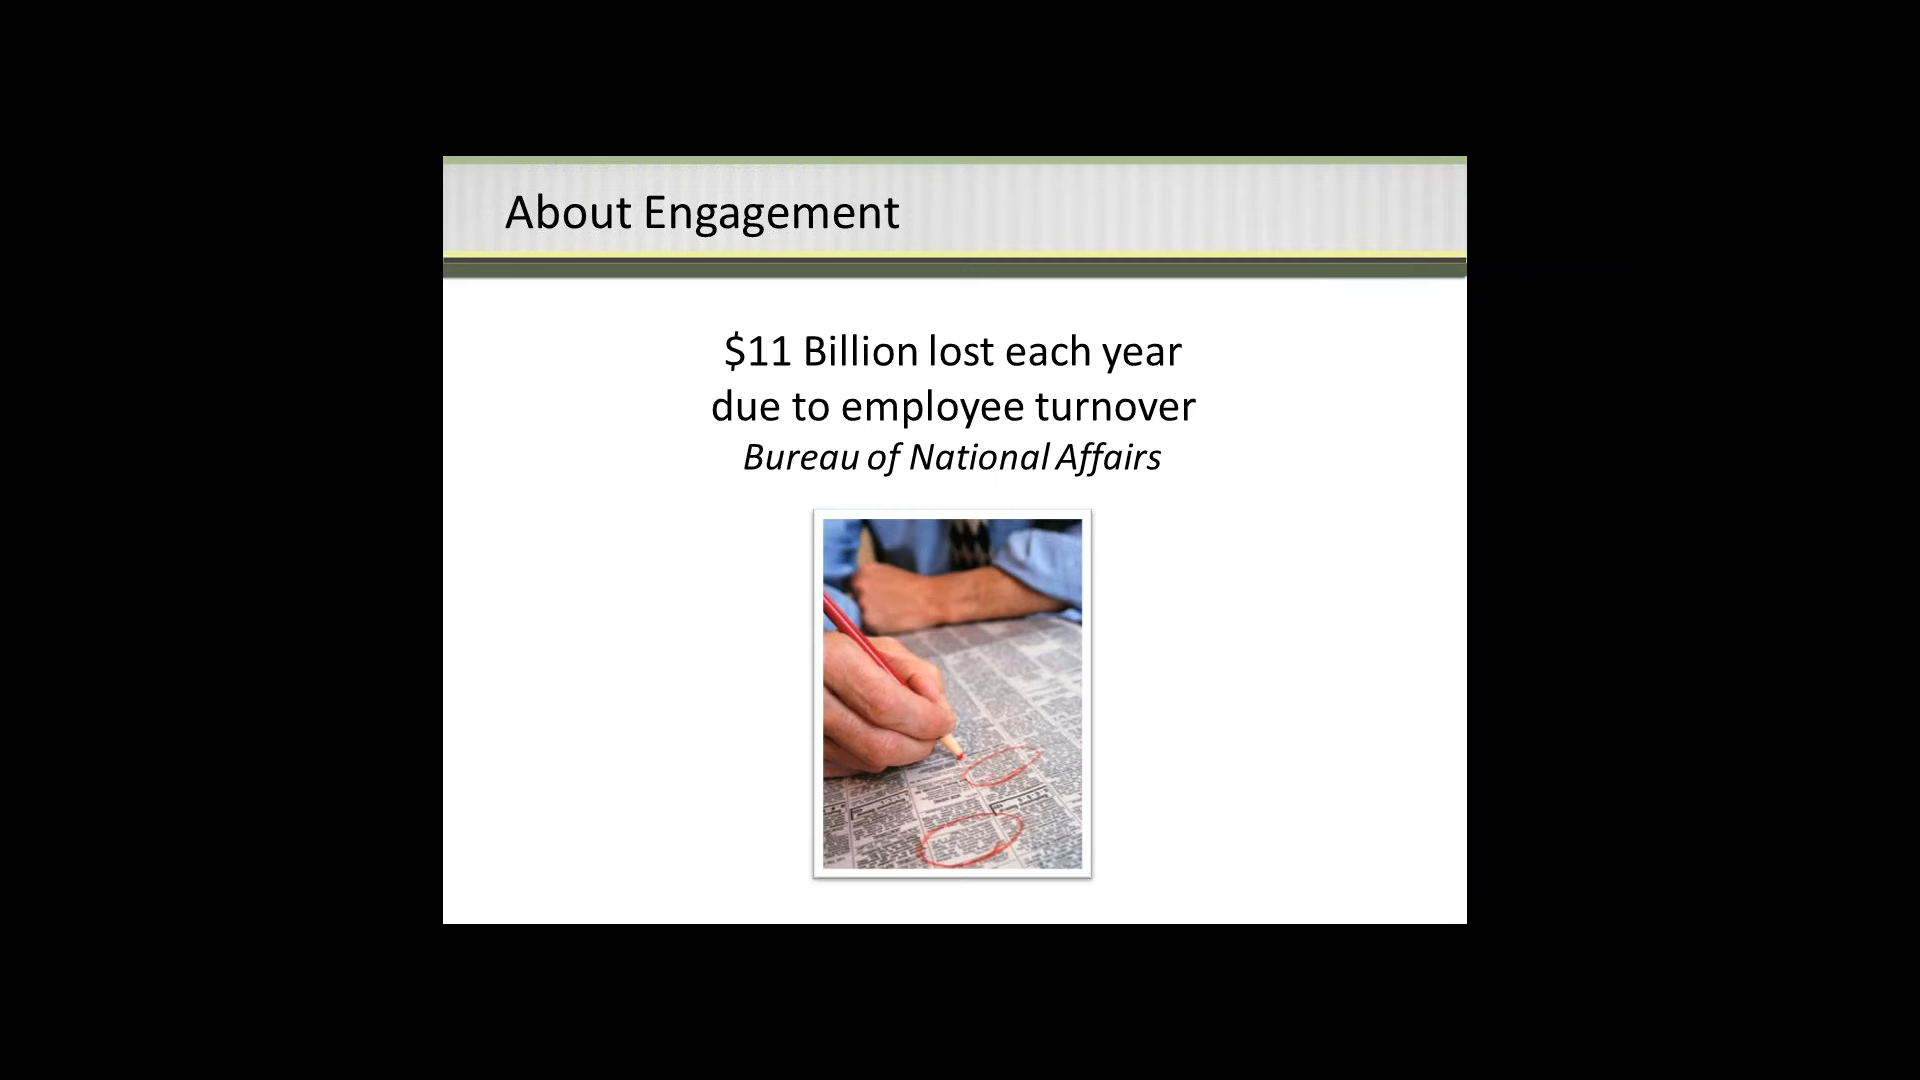 About Engagement
$11 Billion lost each year
due to employee turnover
Bureau of National Affairs